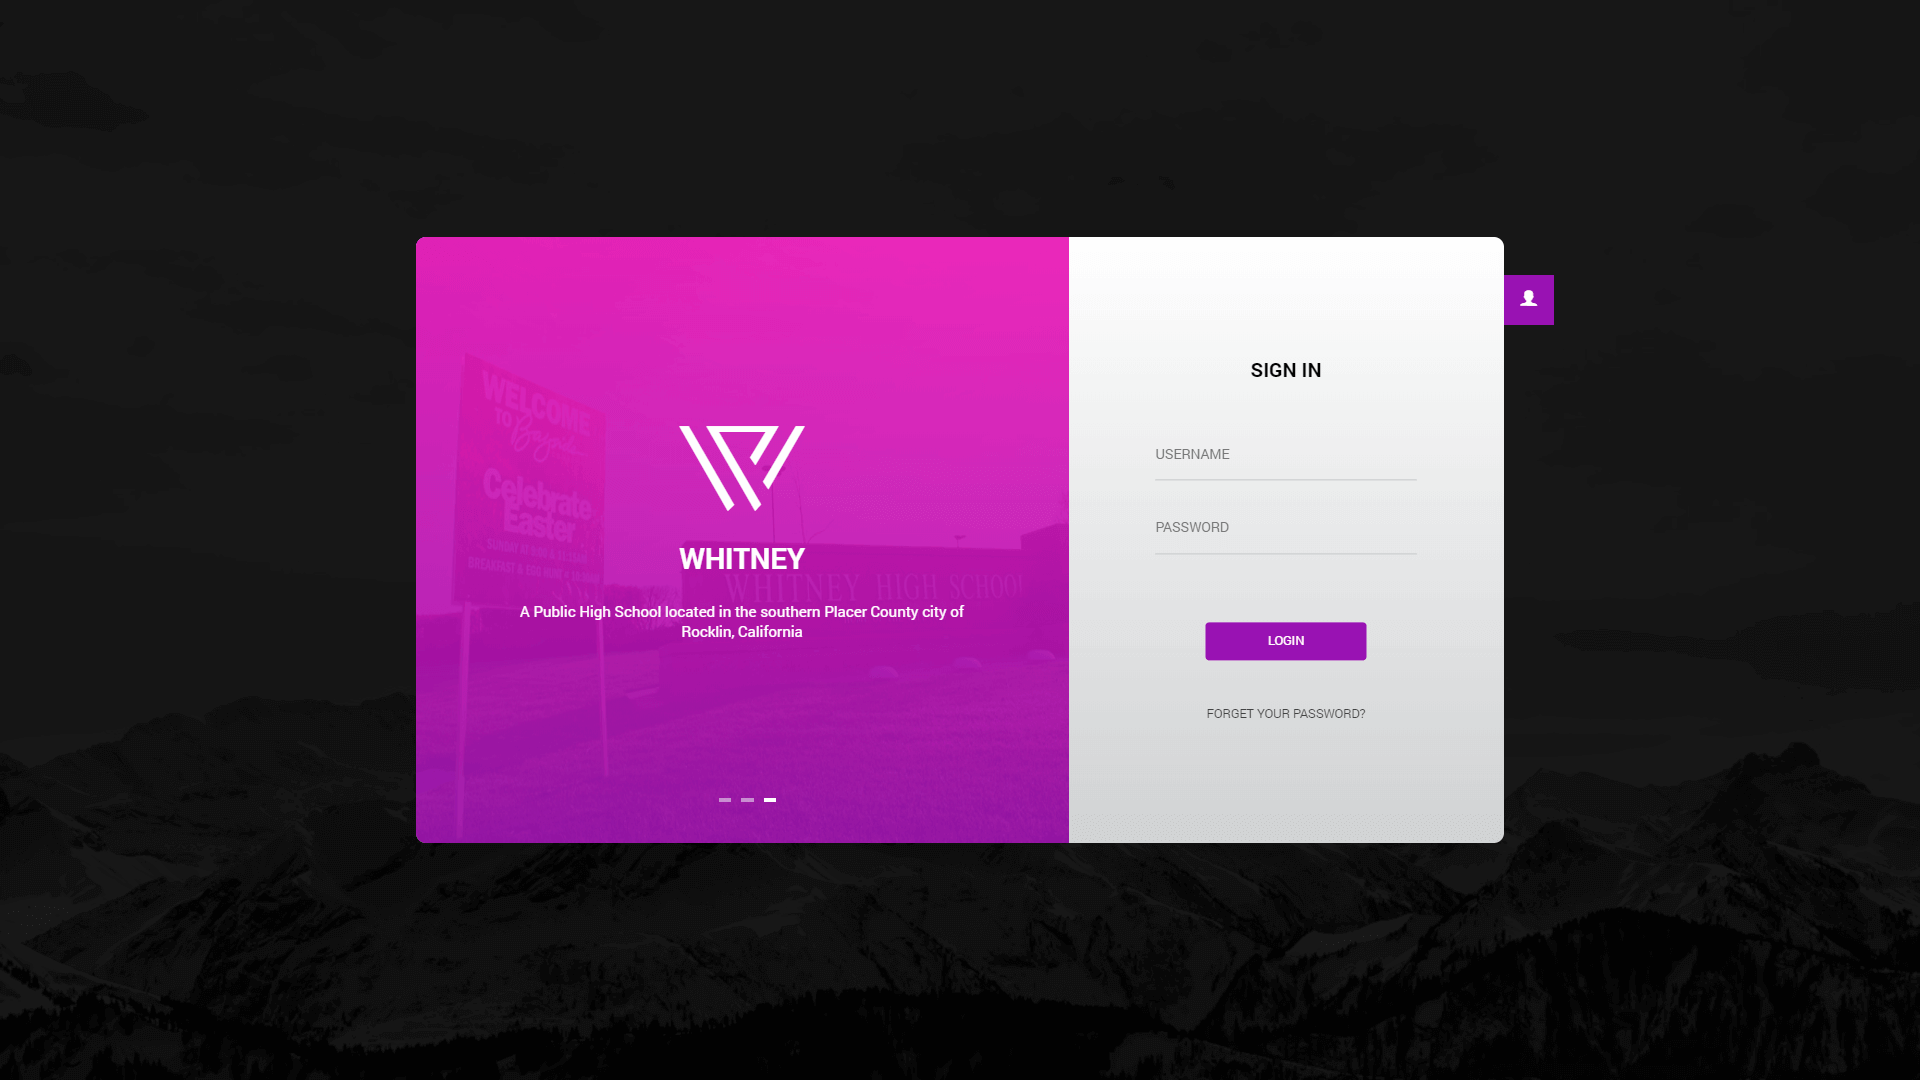 WELCOME
TO Bayside
Celebrate
Easter
WHITNEY HIGH SCHOOL
WHITNEY
A Public High School located in the southern Placer County city of
Rocklin, California
SIGN IN
USERNAME
PASSWORD
LOGIN
FORGET YOUR PASSWORD?